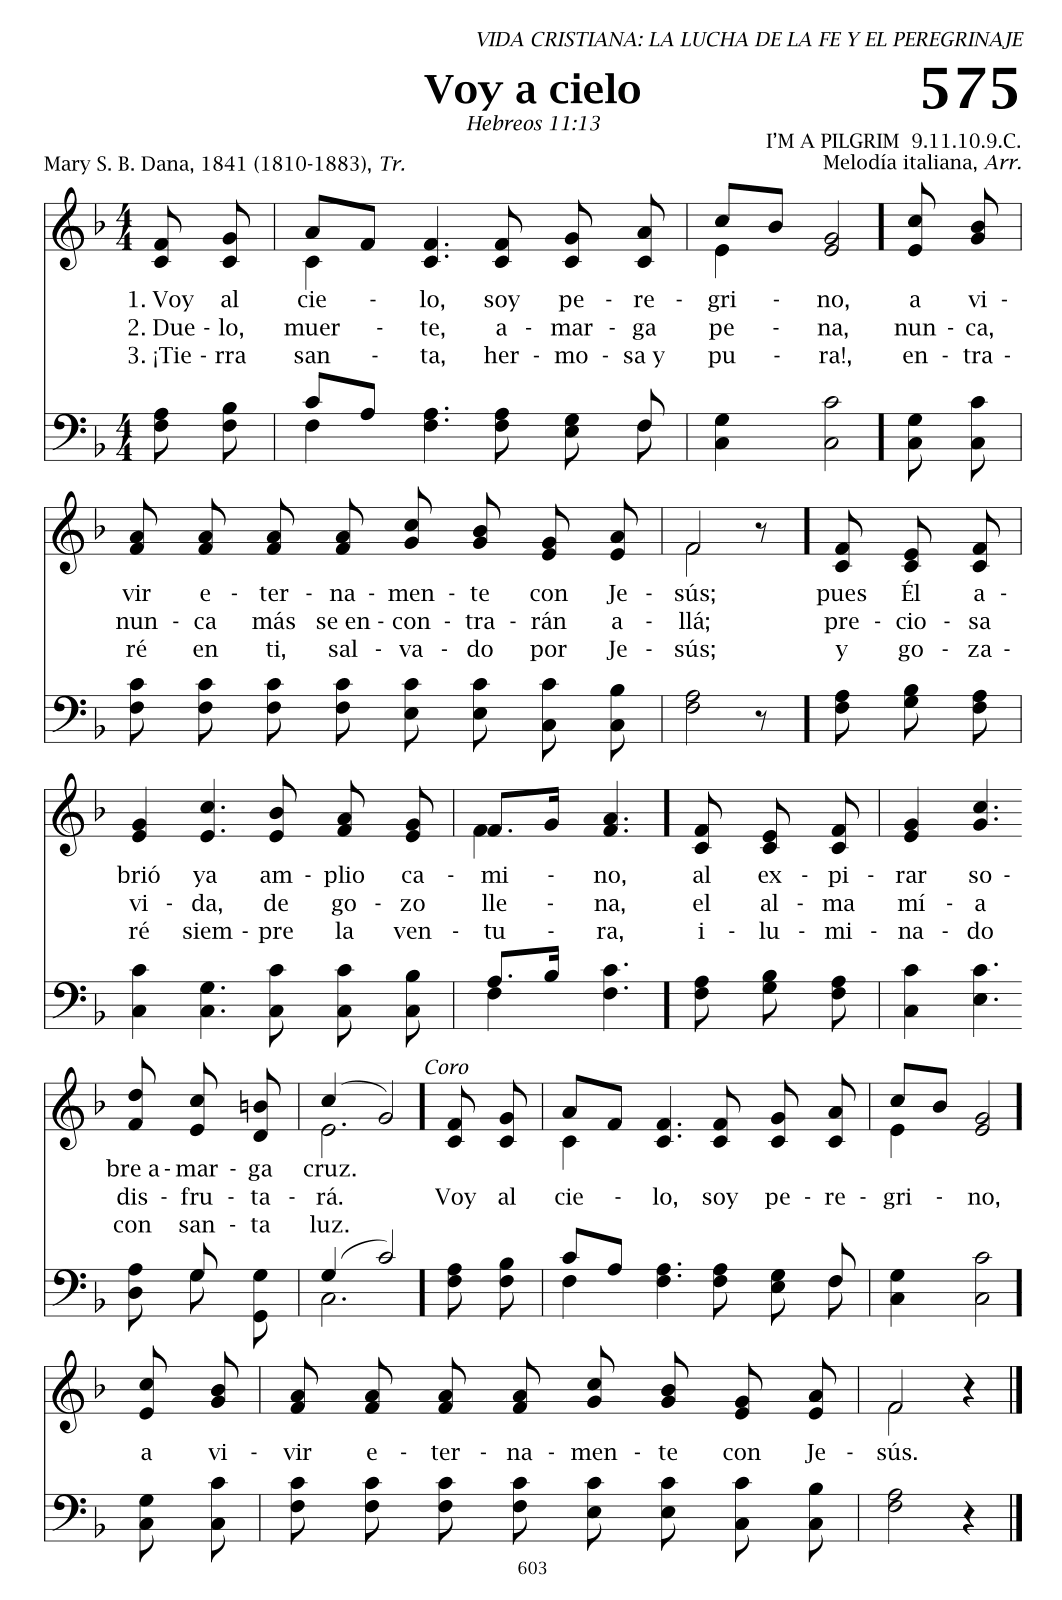 VIDA CRISTIANA: LA LUCHA DE LA FE Y EL PEREGRINAJE
Voy a cielo
575
Hebreos 11:13
I'M A PILGRIM 9.11.10.9.C.
Mary S. B. Dana, 1841 (1810-1883), Tr.
Melodía italiana, Arr.
1. Voy al cie - lo, soy pe - re - gri - no, a vi -
2. Due - lo, muer - te, a - mar - ga pe - na, nun - ca,
3. ¡Tie - rra san - ta, her - mo - sa y pu - ra!, en - tra -
vir e - ter - na - men - te con Je - sús; pues Él a -
nun - ca más se en - con - tra - rán a - llá; pre - cio - sa
ré en ti, sal - va - do por Je - sús; y go - za -
brió ya am - plio ca - mi - no, al ex - pi - rar so -
vi - da, de go - zo lle - na, el al - ma mí - a
ré siem - pre la ven - tu - ra, i - lu - mi - na - do
Coro
bre a - mar - ga cruz.
dis - fru - ta - rá. Voy al cie - lo, soy pe - re - gri - no,
con san - ta luz.
a vi - vir e - ter - na - men - te con Je - sús.
603